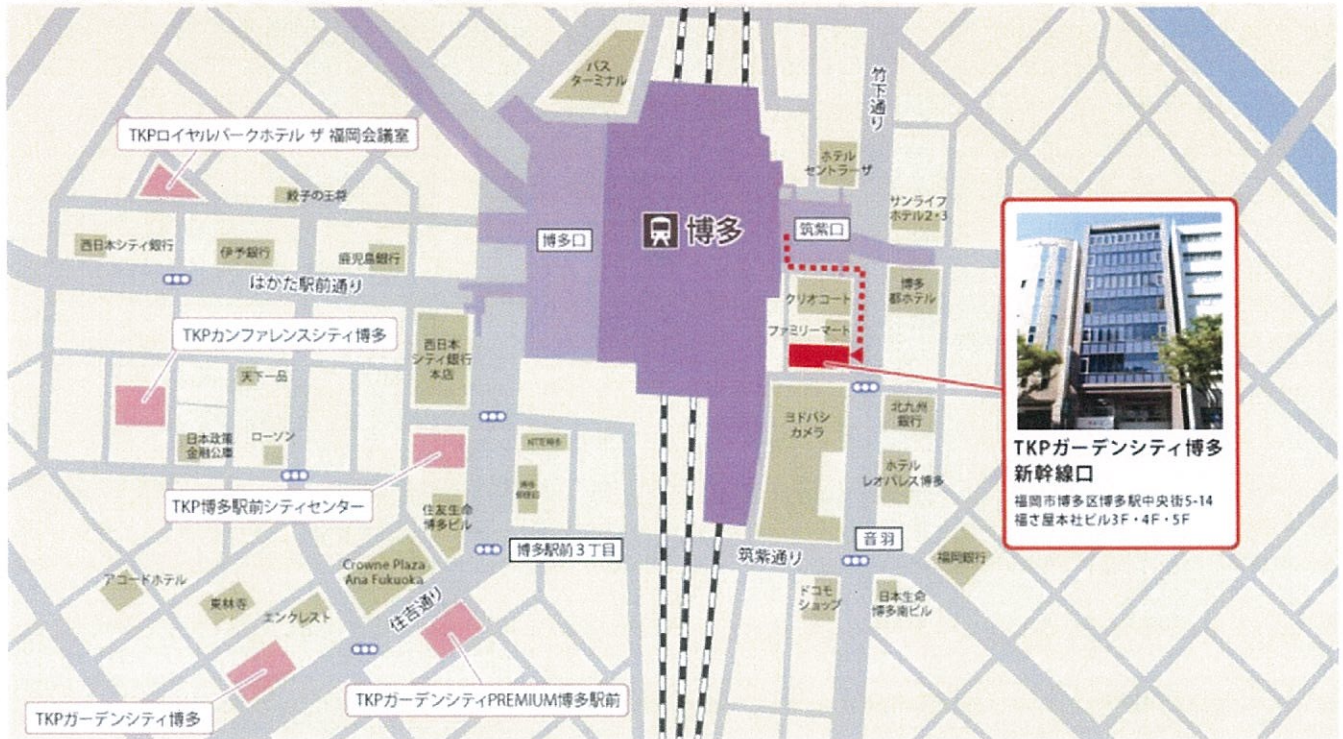 バス
ターミナル
竹下通り
TKPロイヤルパークホテル ザ 福岡会議室
ホテル
セントラーザ
餃子の王将
サンライフ
ホテル2・3
博多
筑紫口
博多口
西日本シティ銀行
伊予銀行
鹿児島銀行
はかた駅前通り
クリオコート
博多
都ホテル
ファミリーマート
TKPカンファレンスシティ博多
西日本
シティ銀行
本店
天下一品
ヨドバシ
カメラ
北九州
銀行
日本政策
金融公庫
ローソン
NTT博多
ホテル
レオパレス博多
TKPガーデンシティ博多
新幹線口
福岡市博多区博多駅中央街5-14
福さ屋本社ビル3F・4F・5F
TKP博多駅前シティセンター
住友生命
博多ビル
博多駅前3丁目
筑紫通り
音羽
福岡銀行
Crowne Plaza
Ana Fukuoka
アコードホテル
東林寺
エンクレスト
住吉通り
ドコモ
ショップ
日本生命
博多南ビル
TKPガーデンシティPREMIUM博多駅前
TKPガーデンシティ博多